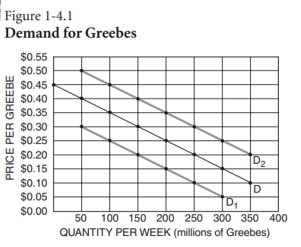 Figure 1-4.1
Demand for Greebes
PRICE PER GREEBE
$0.55
$0.50
$0.45
$0.40
$0.35
$0.30
$0.25
$0.20
$0.15
$0.10
$0.05
$0.00
D₂
D
D₁
50 100 150 200 250 300 350 400
QUANTITY PER WEEK (millions of Greebes)